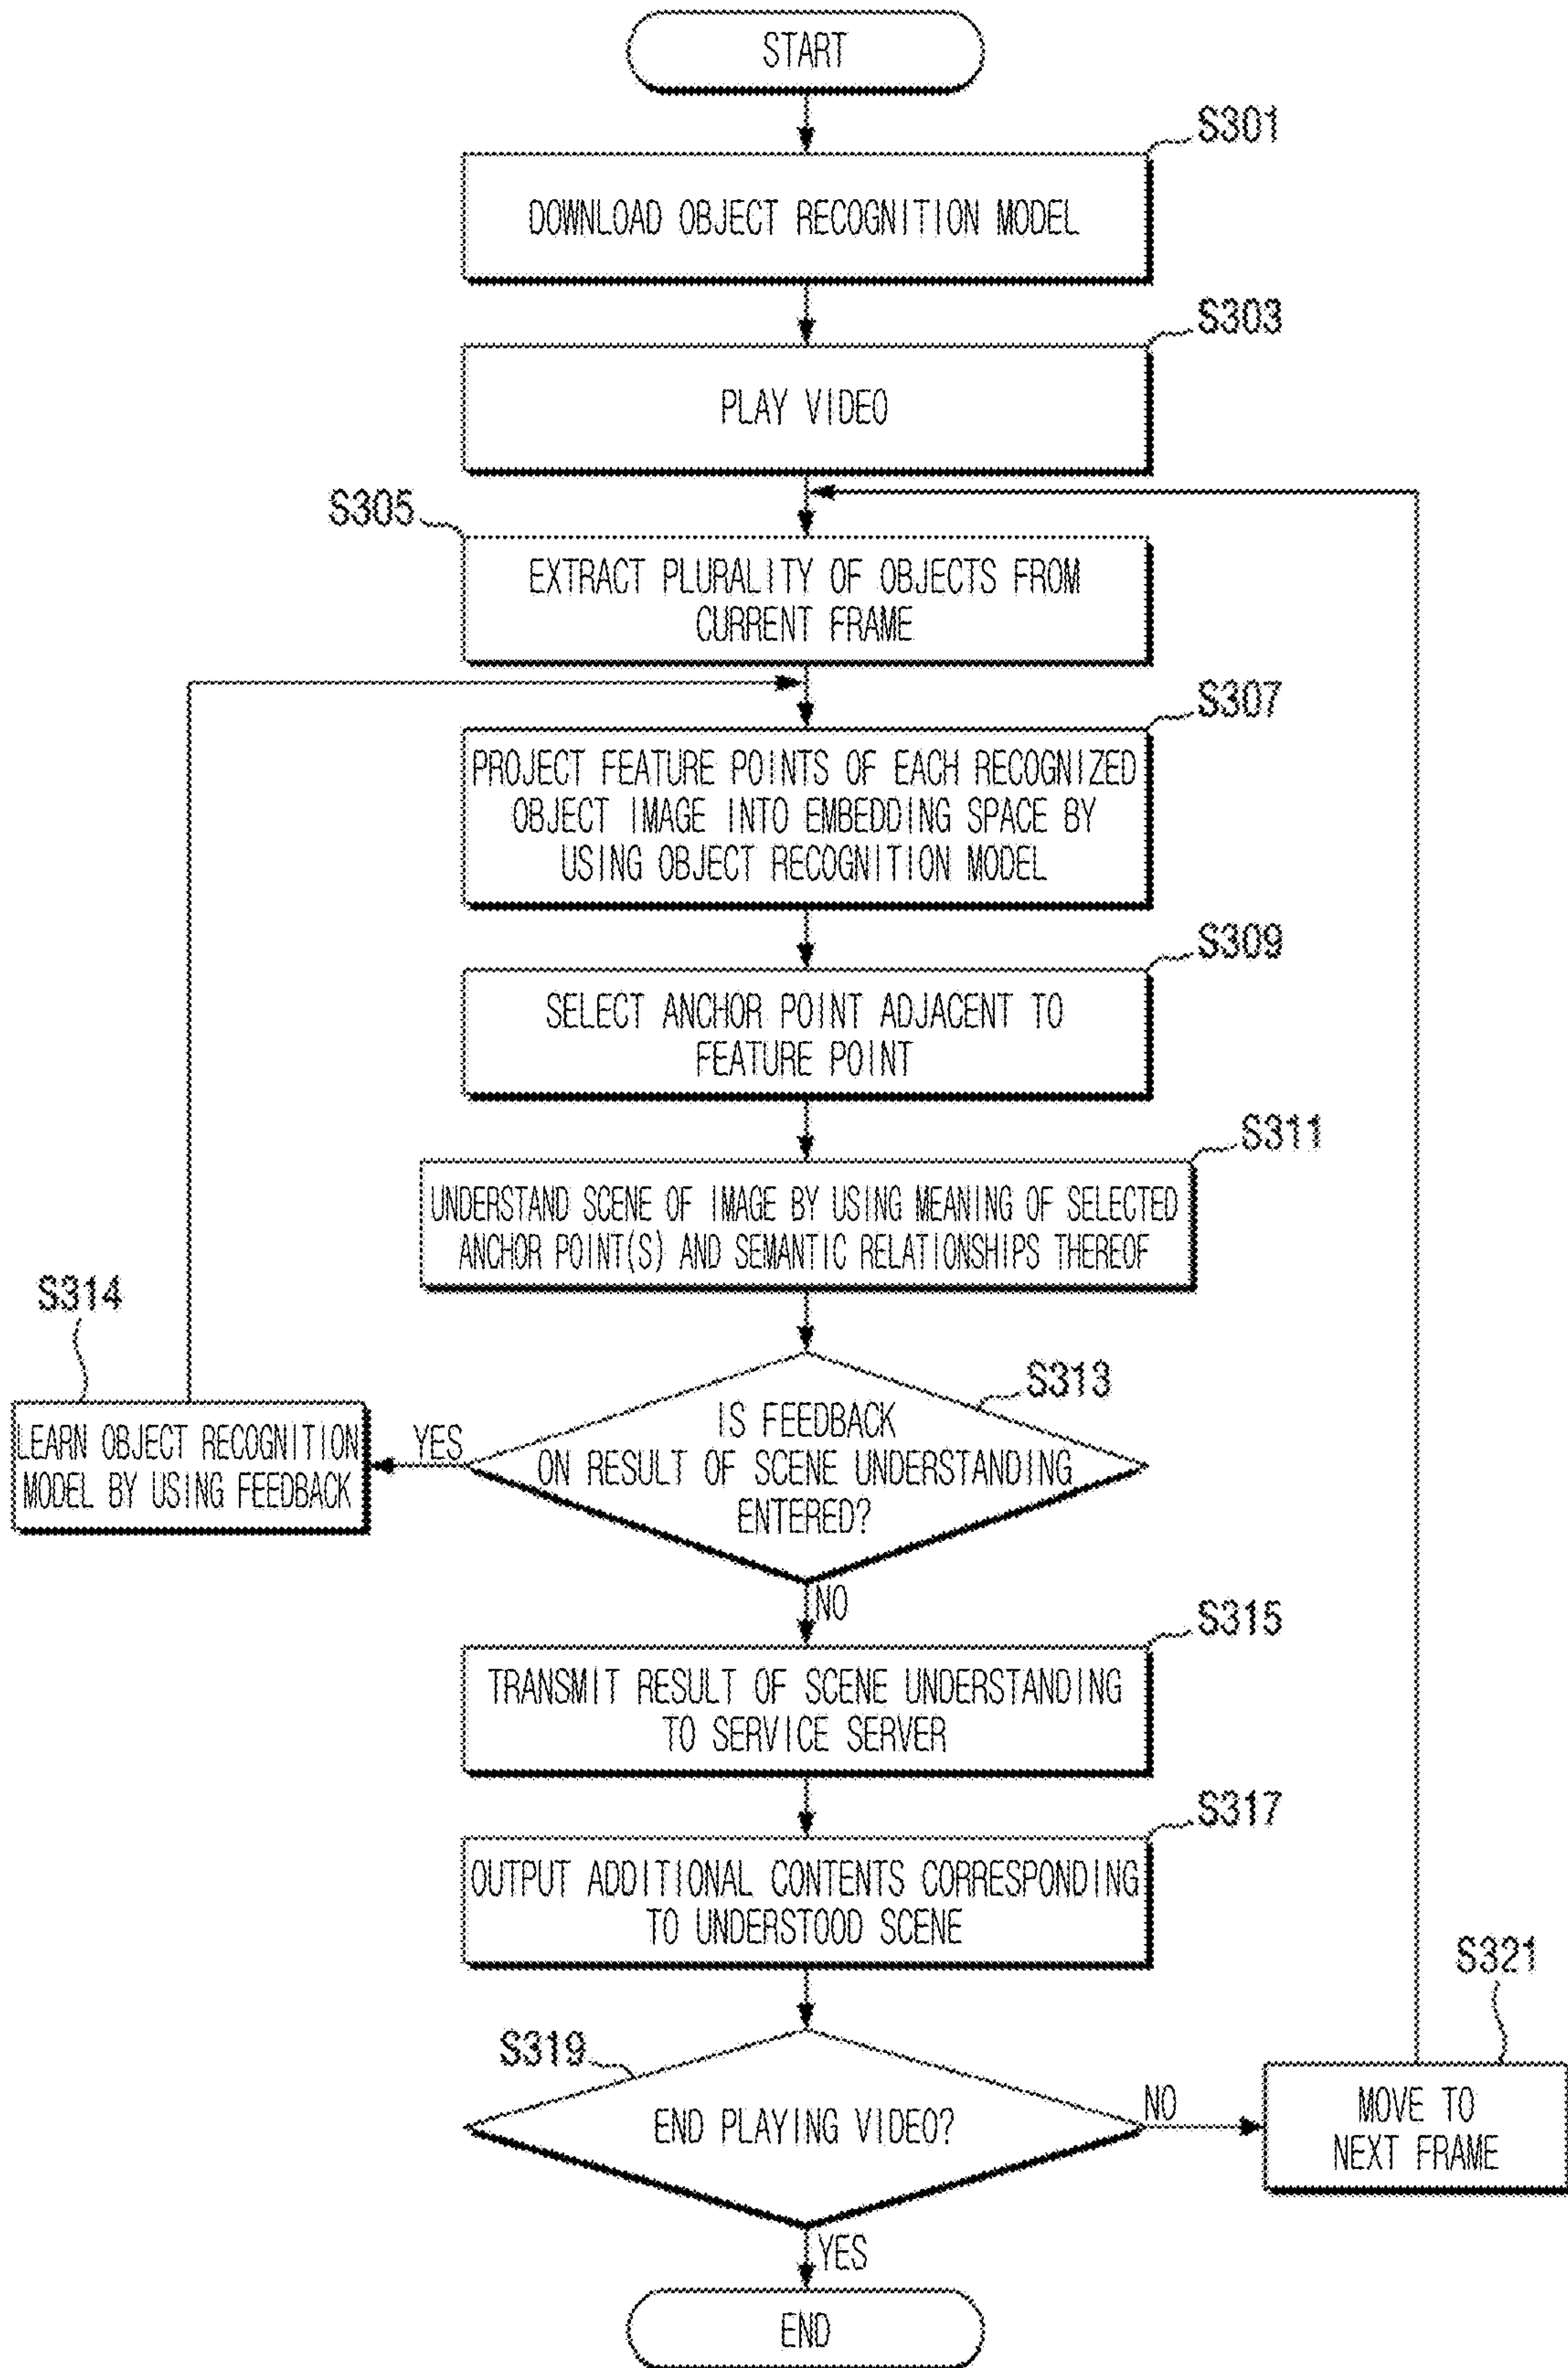 START
S301
DOWNLOAD OBJECT RECOGNITION MODEL
S303
PLAY VIDEO
S305
EXTRACT PLURALITY OF OBJECTS FROM
CURRENT FRAME
S307
PROJECT FEATURE POINTS OF EACH RECOGNIZED
OBJECT IMAGE INTO EMBEDDING SPACE BY
USING OBJECT RECOGNITION MODEL
S309
SELECT ANCHOR POINT ADJACENT TO
FEATURE POINT
S311
UNDERSTAND SCENE OF IMAGE BY USING MEANING OF SELECTED
ANCHOR POINT(S) AND SEMANTIC RELATIONSHIPS THEREOF
S314
LEARN OBJECT RECOGNITION
MODEL BY USING FEEDBACK
YES
S313
IS FEEDBACK
ON RESULT OF SCENE UNDERSTANDING
ENTERED?
NO
S315
TRANSMIT RESULT OF SCENE UNDERSTANDING
TO SERVICE SERVER
S317
OUTPUT ADDITIONAL CONTENTS CORRESPONDING
TO UNDERSTOOD SCENE
S319
END PLAYING VIDEO?
NO
S321
MOVE TO
NEXT FRAME
YES
END